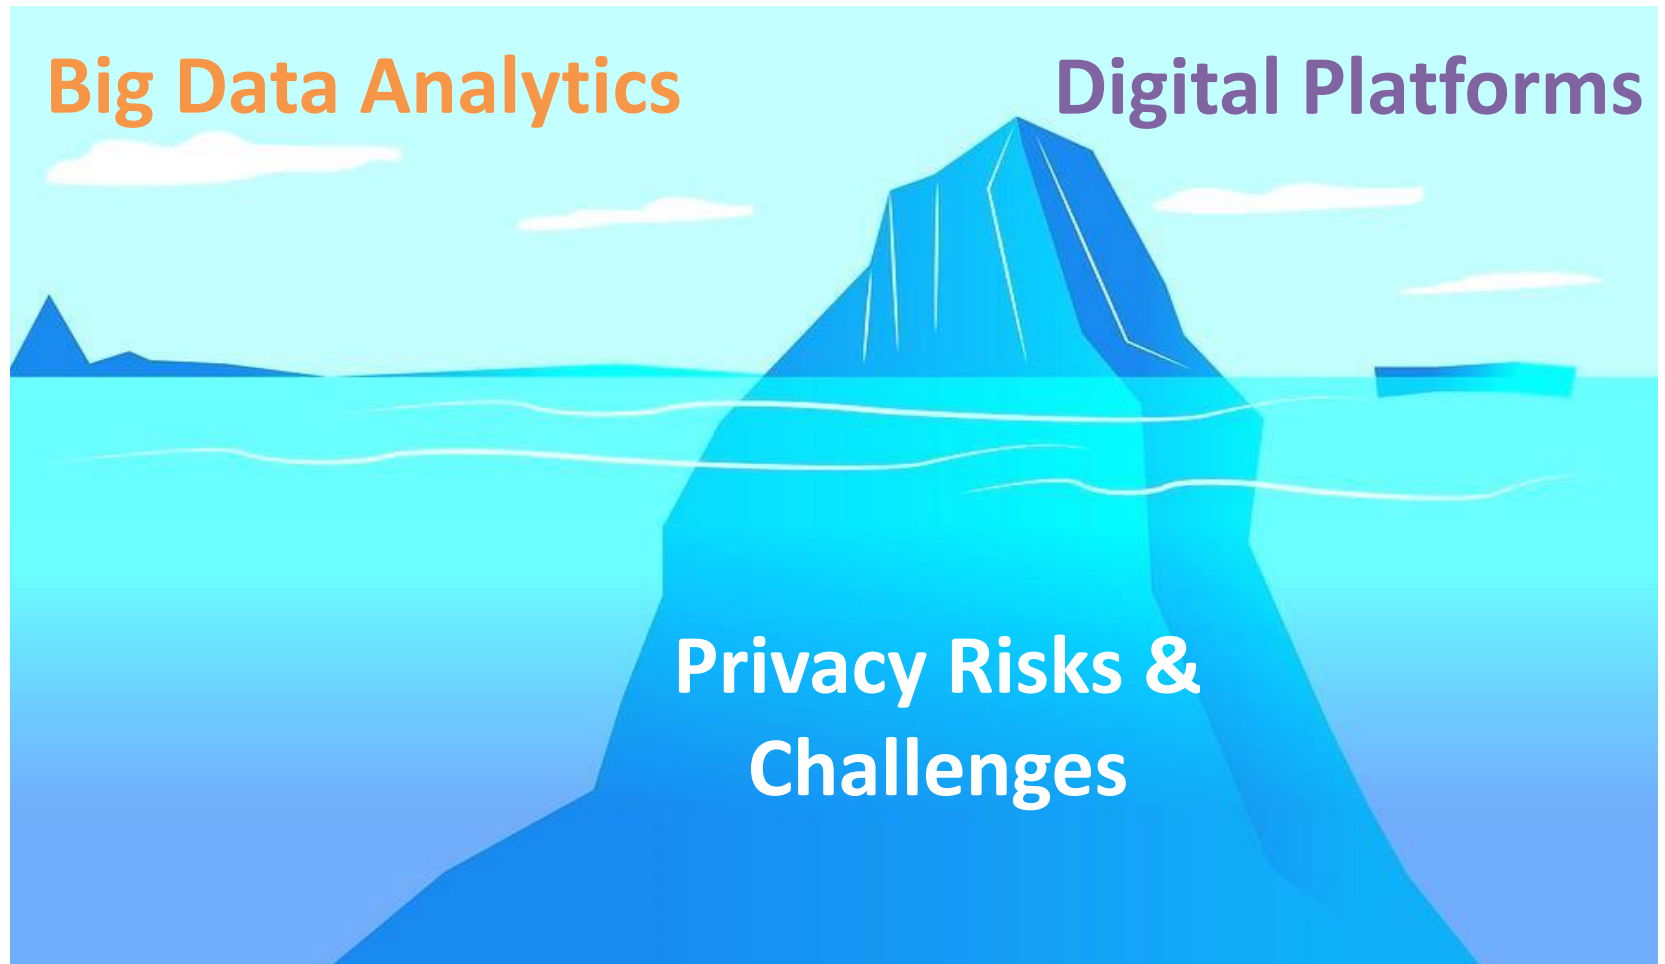 Big Data Analytics
Digital Platforms
Privacy Risks &
Challenges